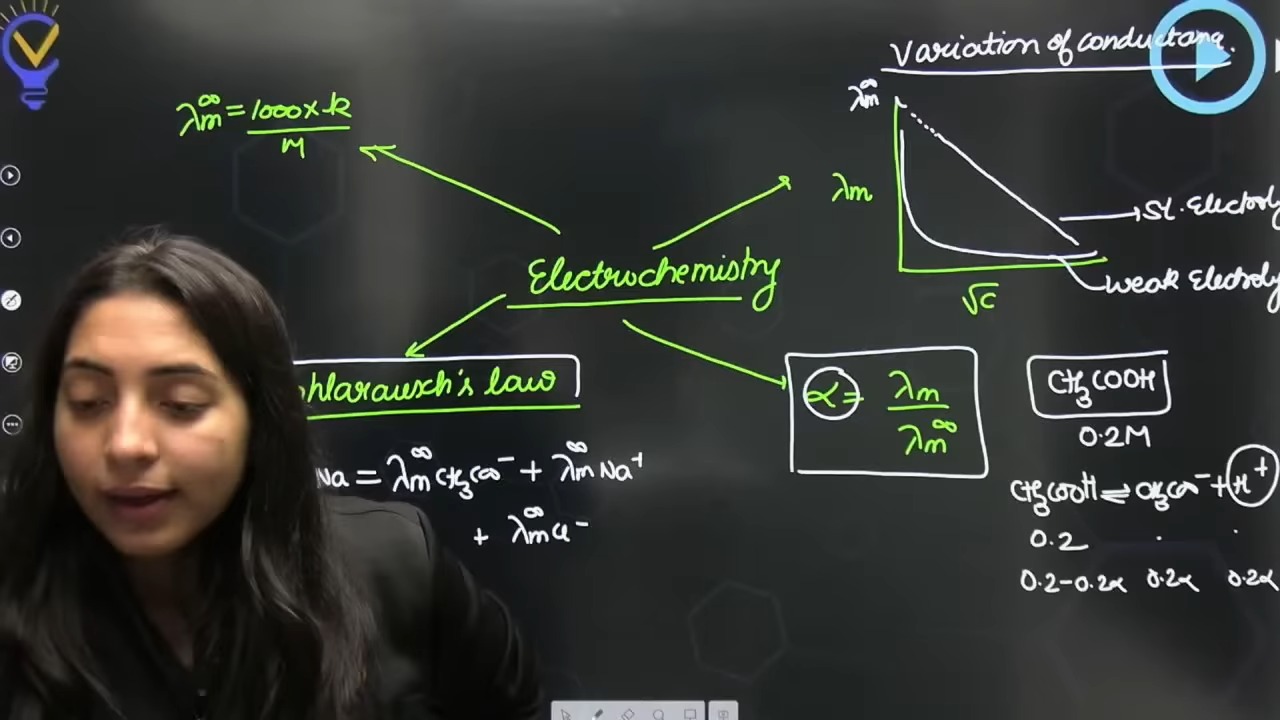 Variation of conductance.
λm^∞ = 1000 × k / M
λm^∞
λm
St. Electroly
Weak Electroly
√c
Electrochemistry
ohlarausch's law
α = λm / λm^∞
CH3COOH
0.2M
Na = λm^∞ CH3COO⁻ + λm^∞ Na⁺
+ λm^∞ Cl⁻
CH3COOH ⇌ CH3COO⁻ + H⁺
0.2 . .
0.2-0.2α 0.2α 0.2α